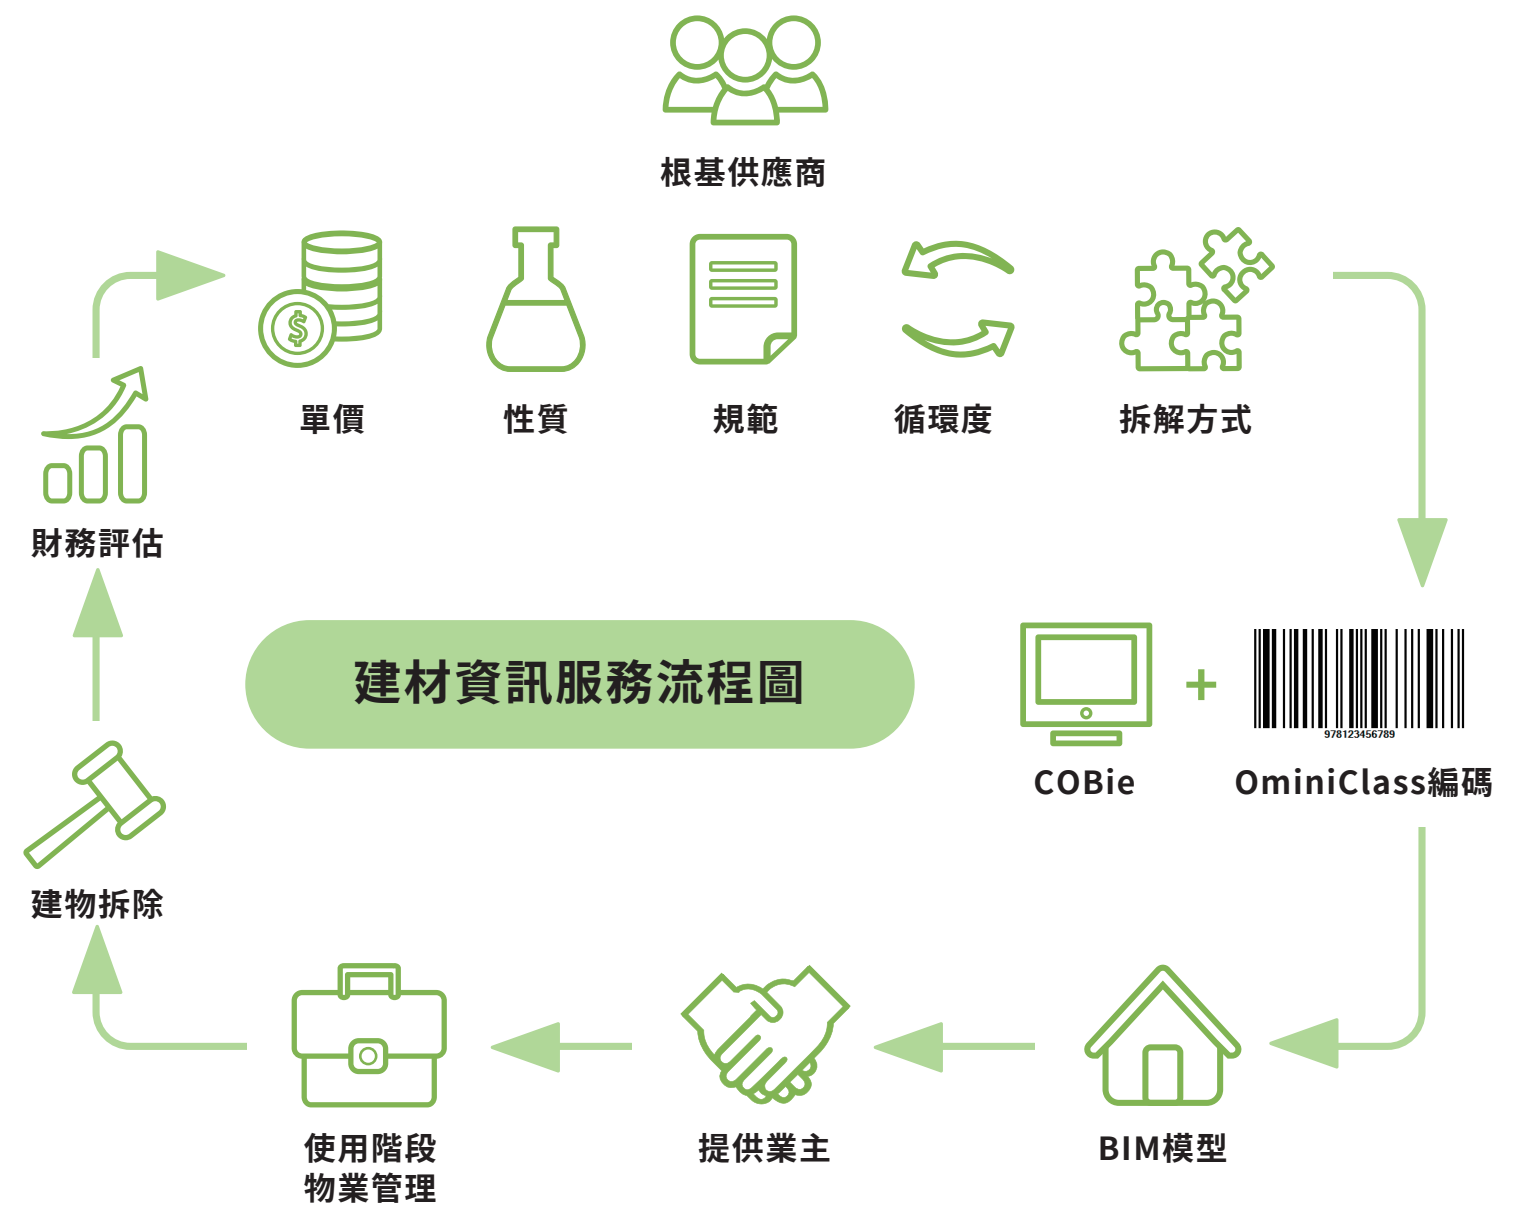 根基供應商
單價
性質
規範
循環度
拆解方式
財務評估
建材資訊服務流程圖
+
978123456789
COBie
OminiClass編碼
建物拆除
使用階段
物業管理
提供業主
BIM模型